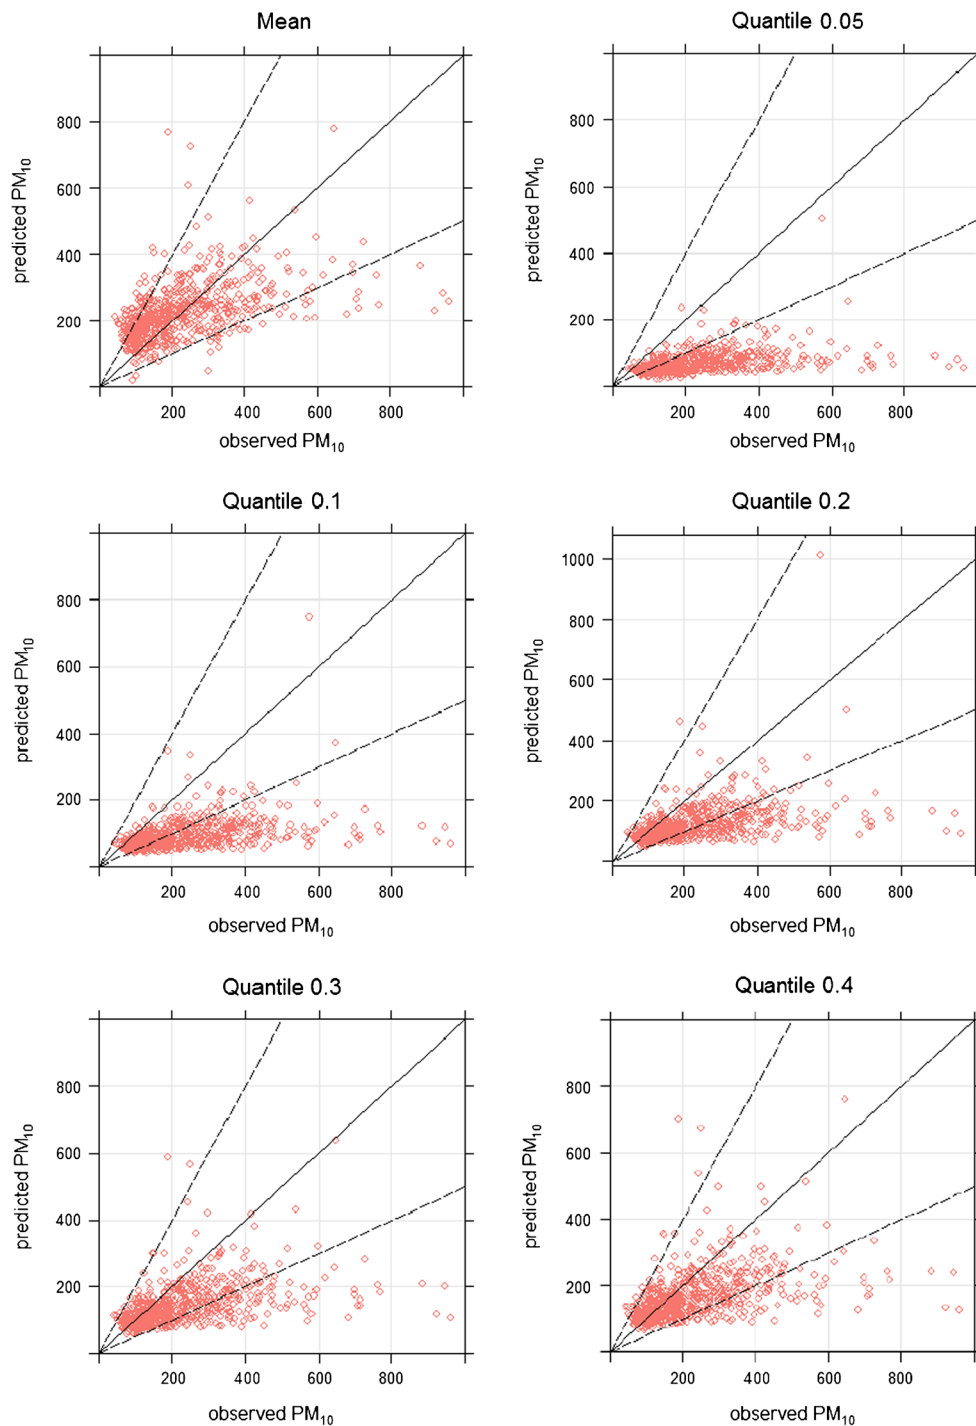 Mean
Quantile 0.05
800
600
400
200
predicted PM10
200 400 600 800
observed PM10
800
600
400
200
predicted PM10
200 400 600 800
observed PM10
Quantile 0.1
Quantile 0.2
800
600
400
200
predicted PM10
200 400 600 800
observed PM10
1000
800
600
400
200
predicted PM10
200 400 600 800
observed PM10
Quantile 0.3
Quantile 0.4
800
600
400
200
predicted PM10
200 400 600 800
observed PM10
800
600
400
200
predicted PM10
200 400 600 800
observed PM10